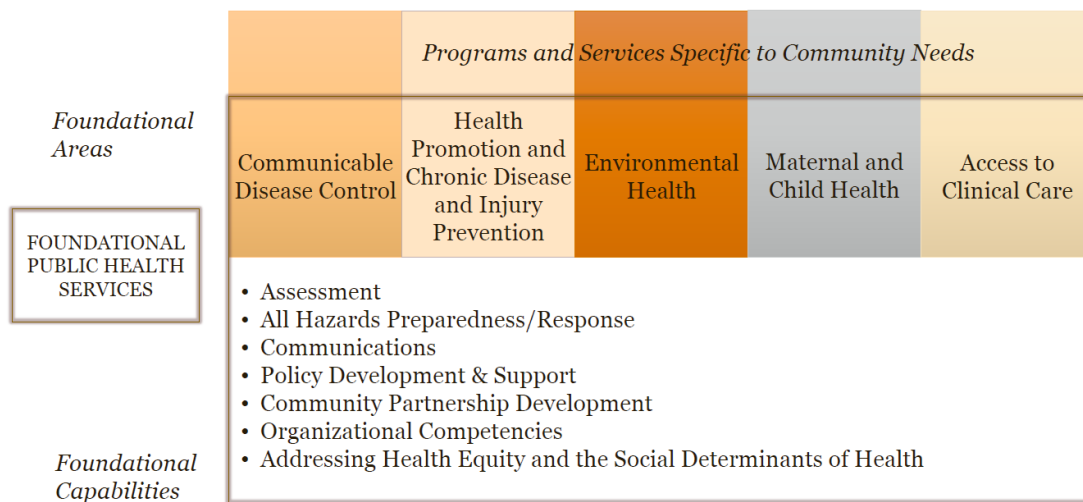 Programs and Services Specific to Community Needs
Foundational
Areas
Communicable
Disease Control
Health
Promotion and
Chronic Disease
and Injury
Prevention
Environmental
Health
Maternal and
Child Health
Access to
Clinical Care
FOUNDATIONAL
PUBLIC HEALTH
SERVICES
• Assessment
• All Hazards Preparedness/Response
• Communications
• Policy Development & Support
• Community Partnership Development
• Organizational Competencies
• Addressing Health Equity and the Social Determinants of Health
Foundational
Capabilities